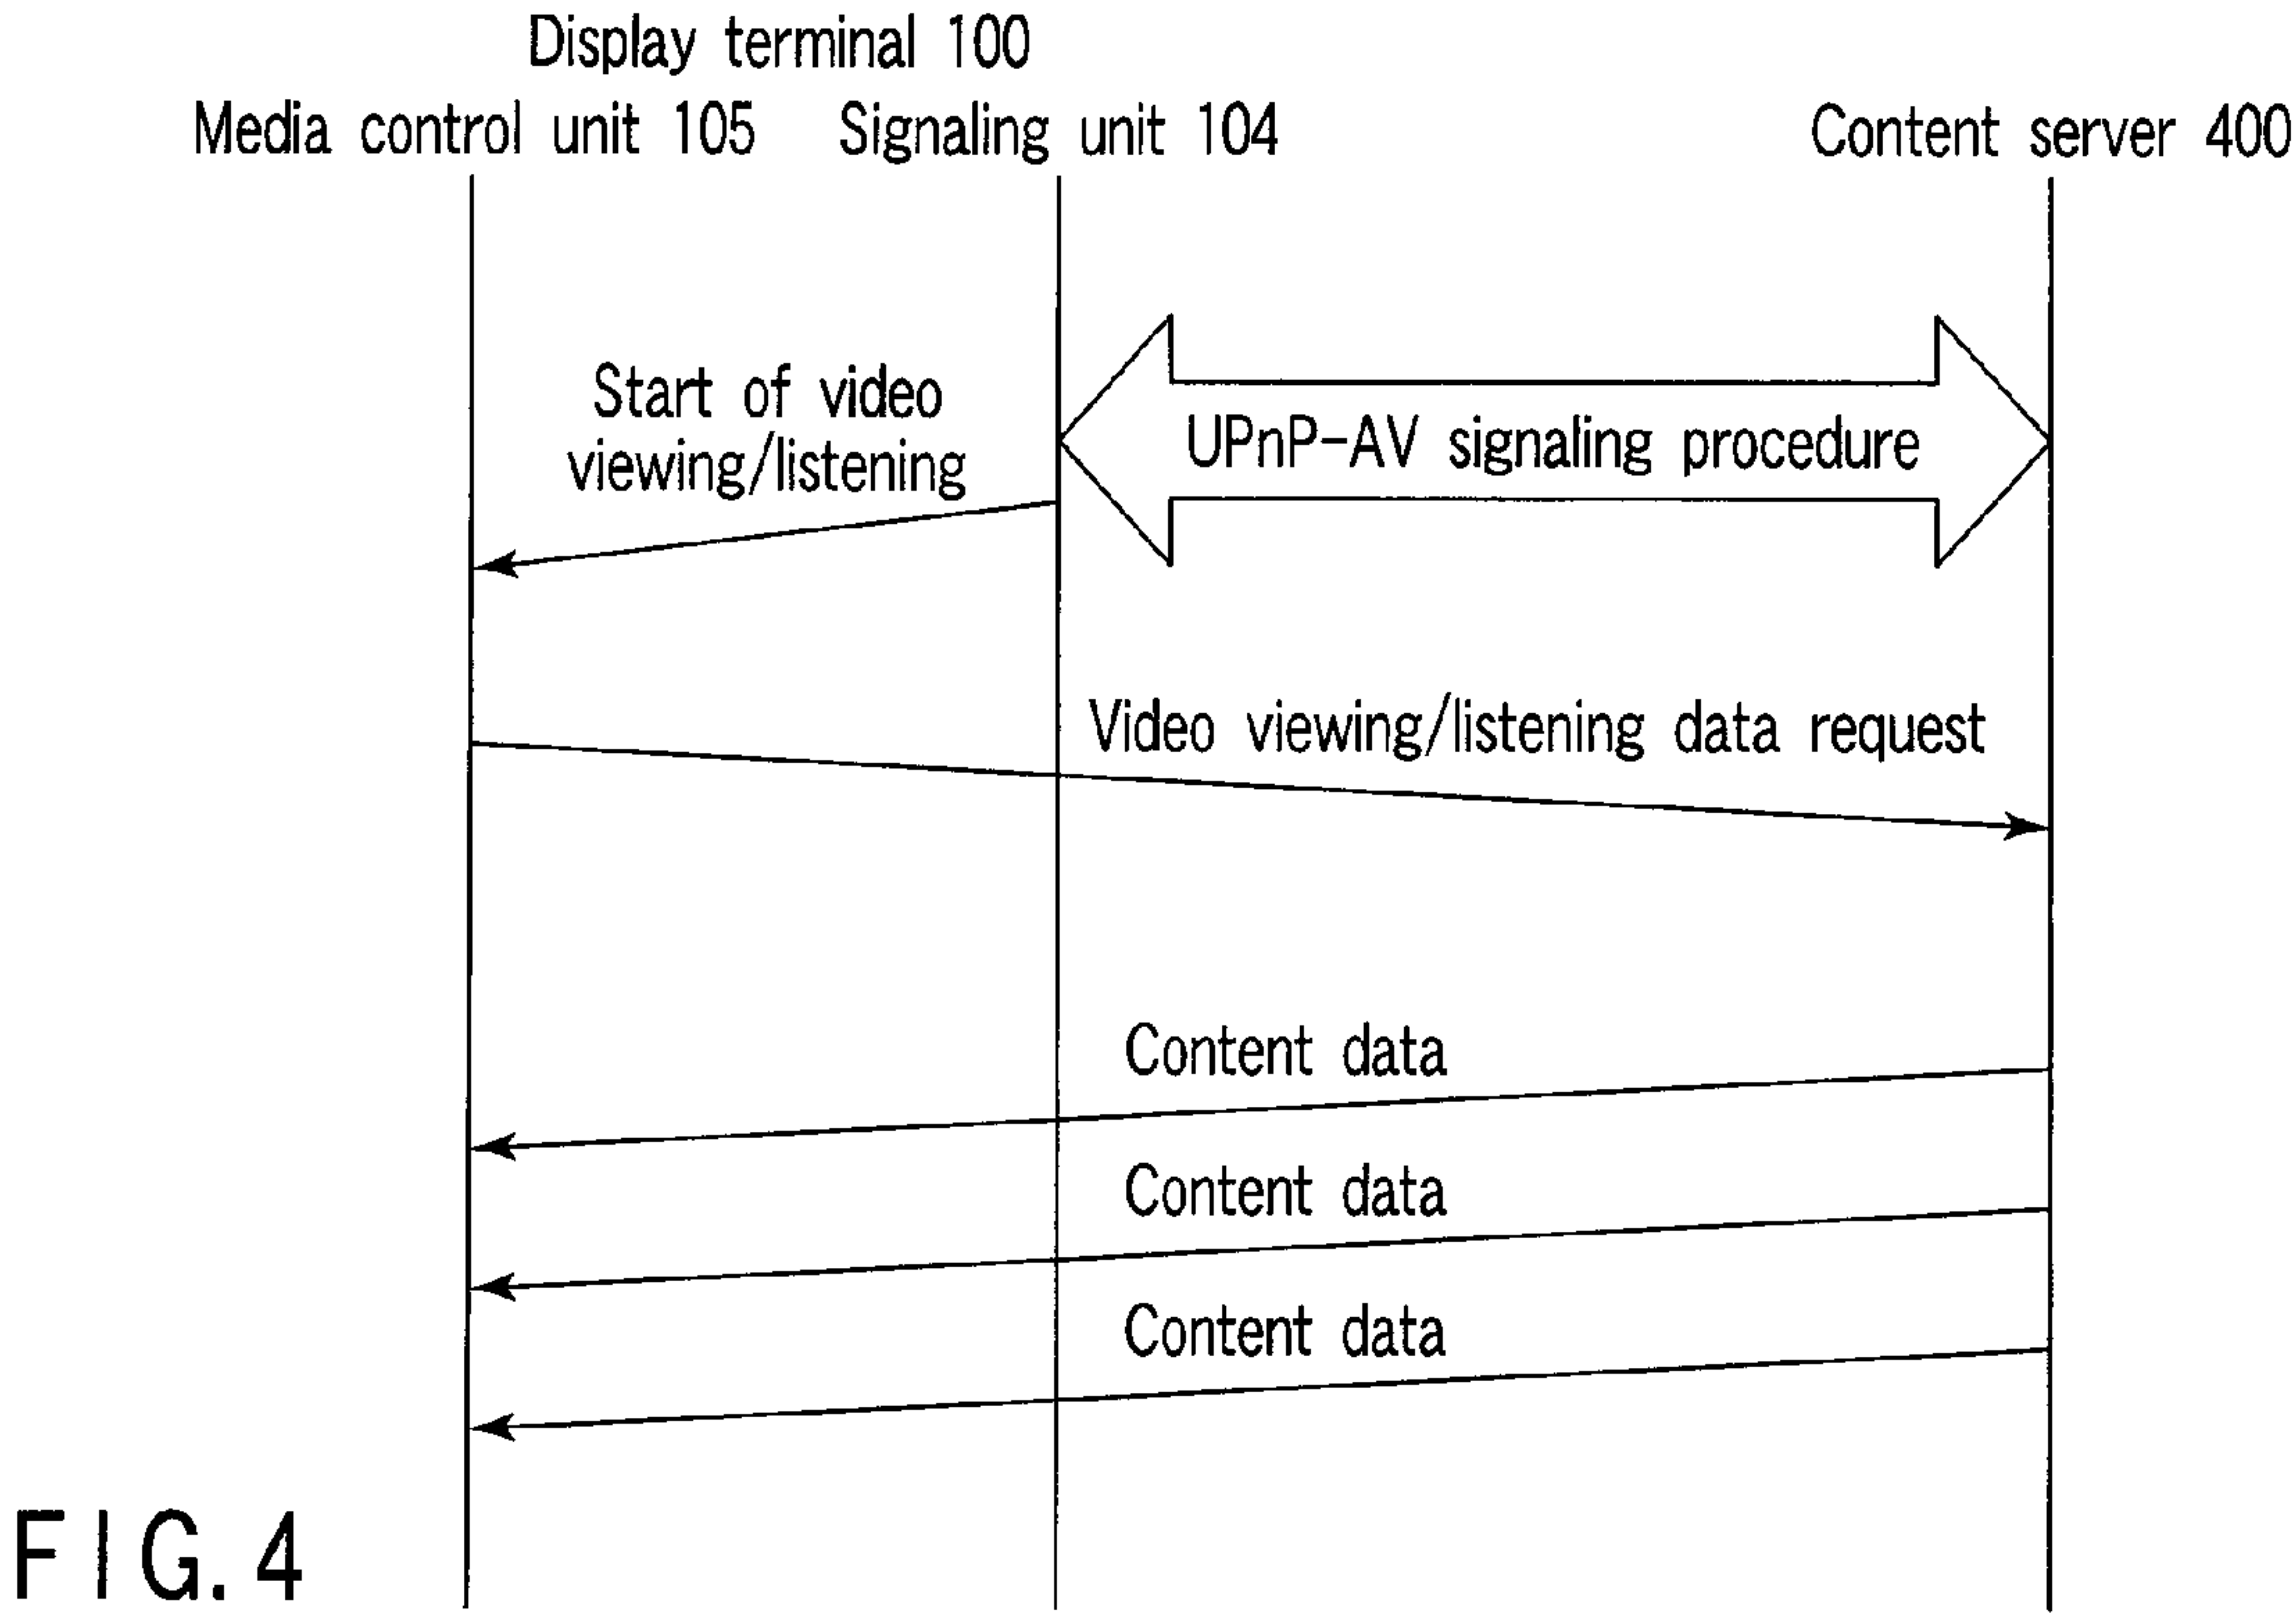 Display terminal 100
Media control unit 105 Signaling unit 104 Content server 400
Start of video
viewing/listening
UPnP-AV signaling procedure
Video viewing/listening data request
Content data
Content data
Content data
FIG. 4